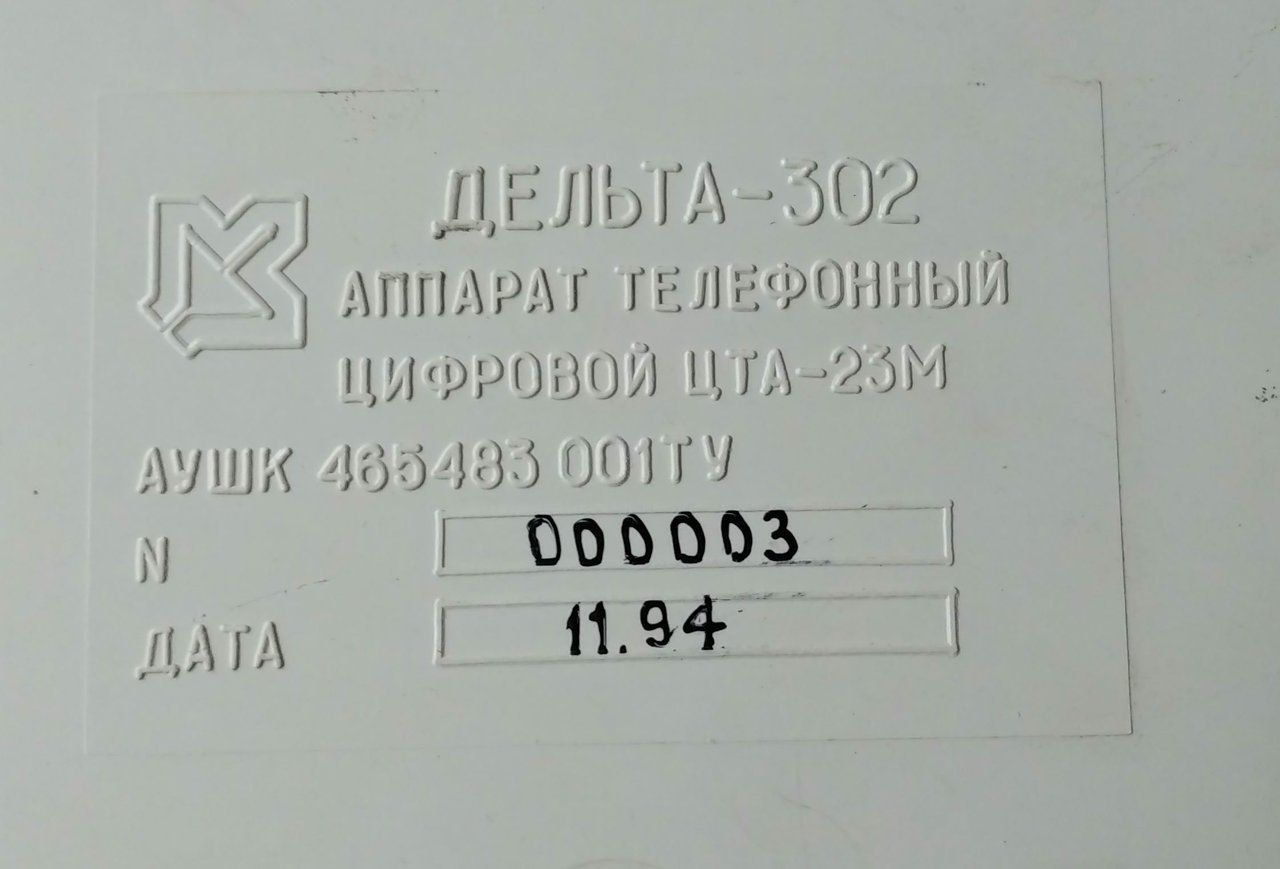 ДЕЛЬТА-302
АППАРАТ ТЕЛЕФОННЫЙ
ЦИФРОВОЙ ЦТА-23М
АУШК 465483 001ТУ
N 000003
ДАТА 11.94